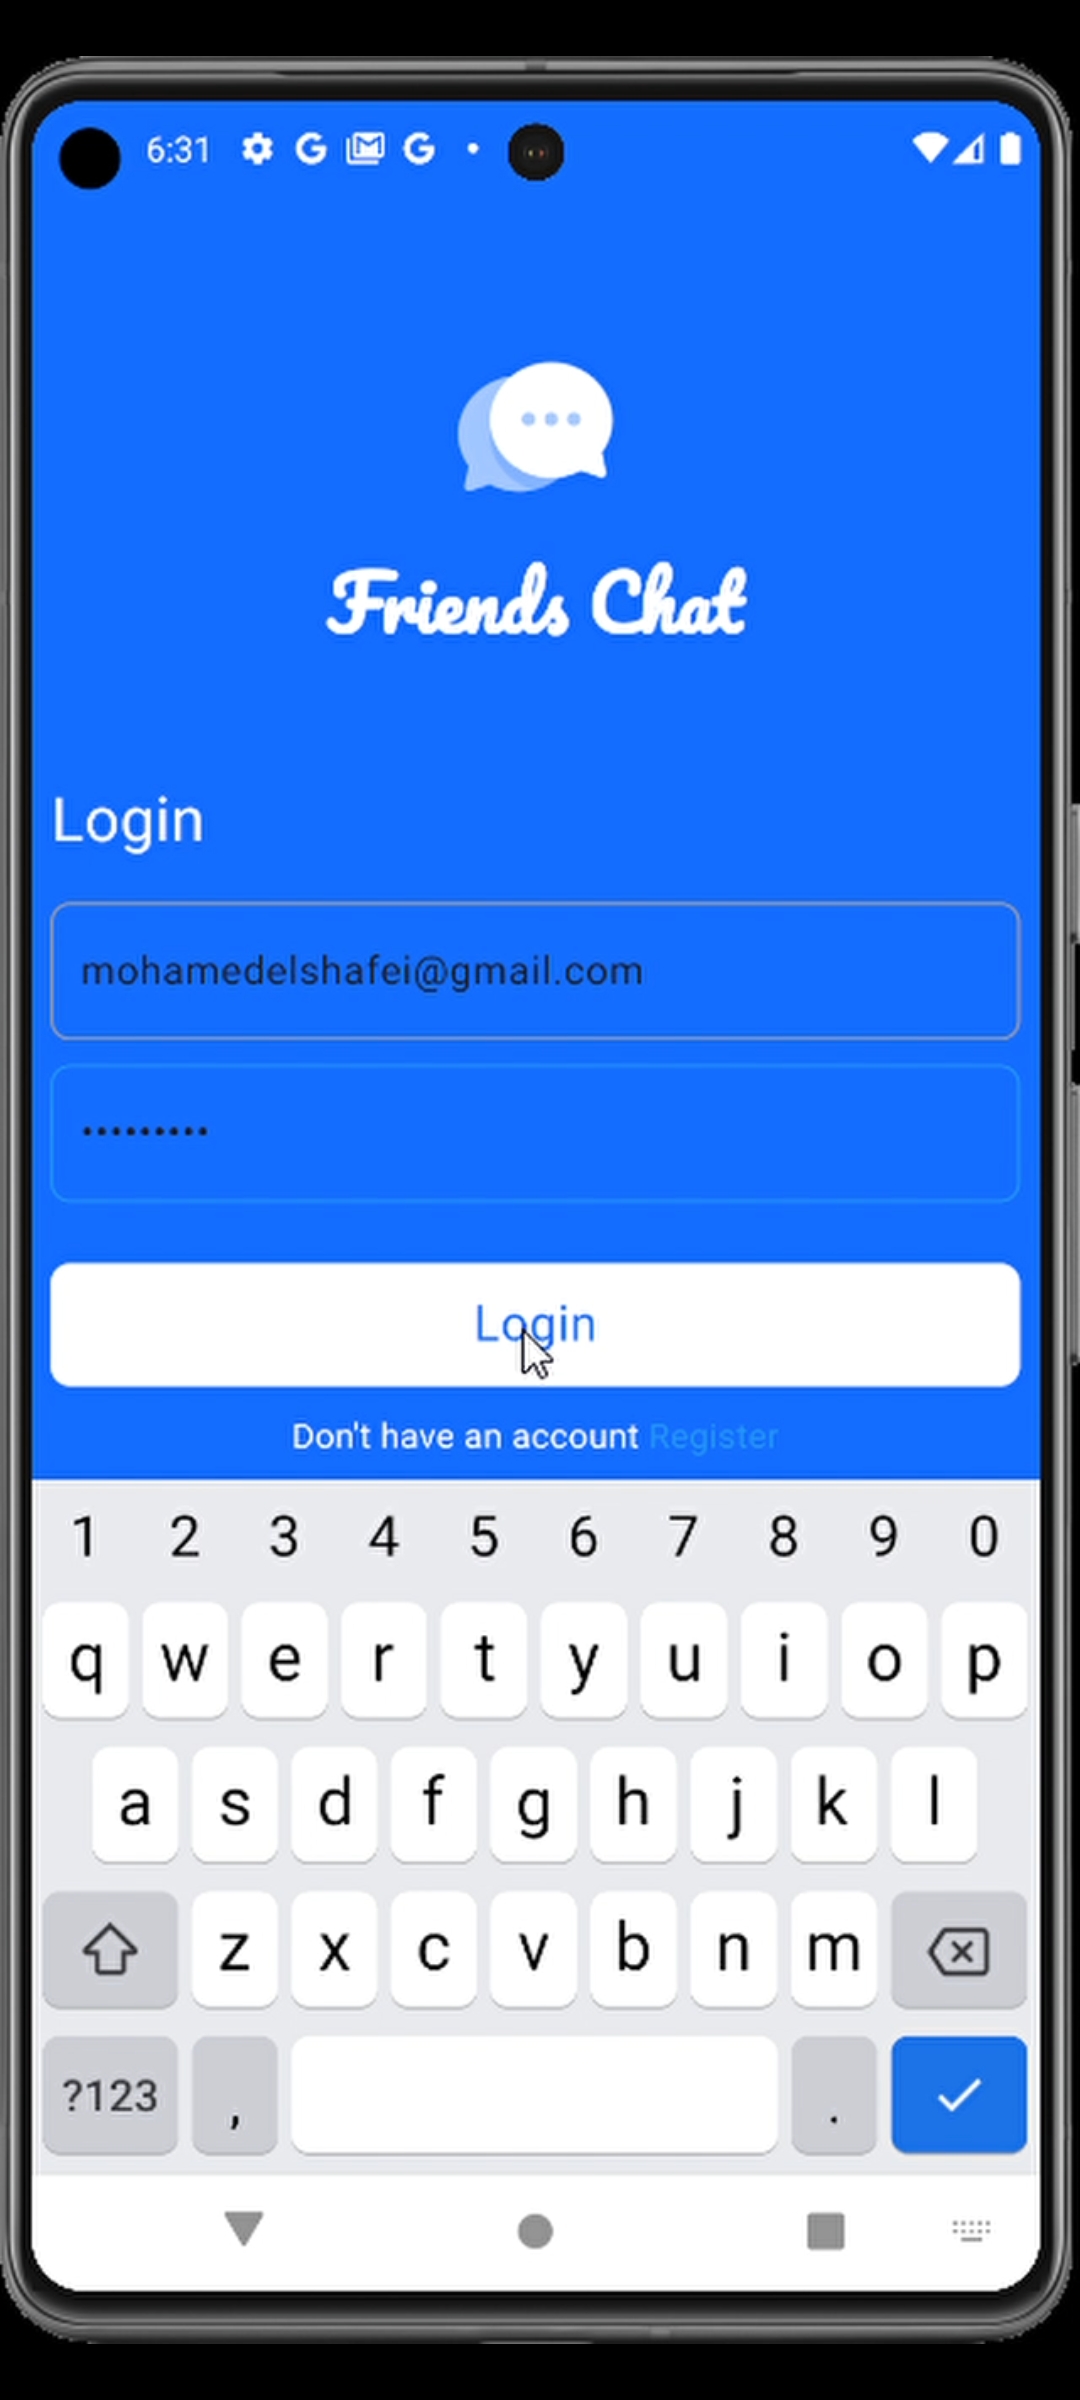 6:31 G G
Friends Chat
Login
mohamedelshafei@gmail.com
•••••••••
Login
Don't have an account Register
1 2 3 4 5 6 7 8 9 0
q w e r t y u i o p
a s d f g h j k l
z x c v b n m
?123 , .